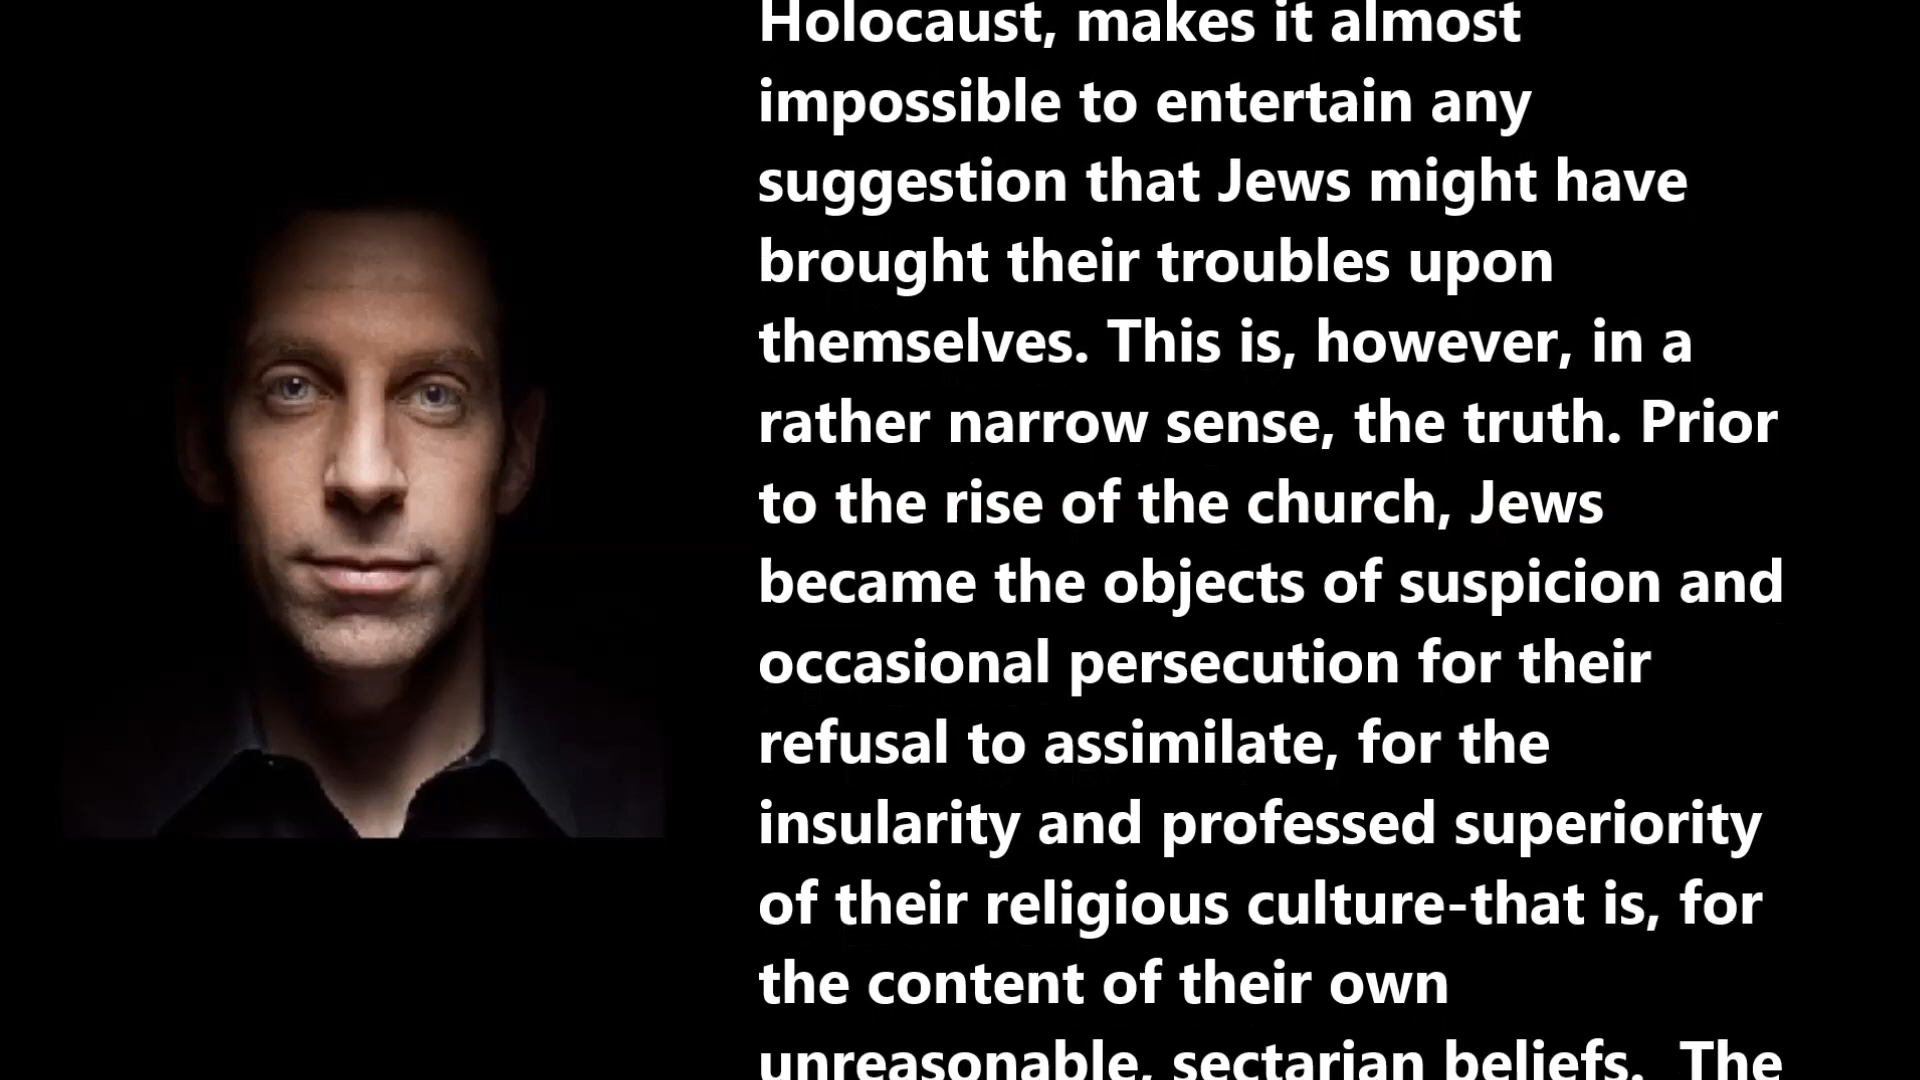 Holocaust, makes it almost
impossible to entertain any
suggestion that Jews might have
brought their troubles upon
themselves. This is, however, in a
rather narrow sense, the truth. Prior
to the rise of the church, Jews
became the objects of suspicion and
occasional persecution for their
refusal to assimilate, for the
insularity and professed superiority
of their religious culture-that is, for
the content of their own
unreasonable, sectarian beliefs.  The